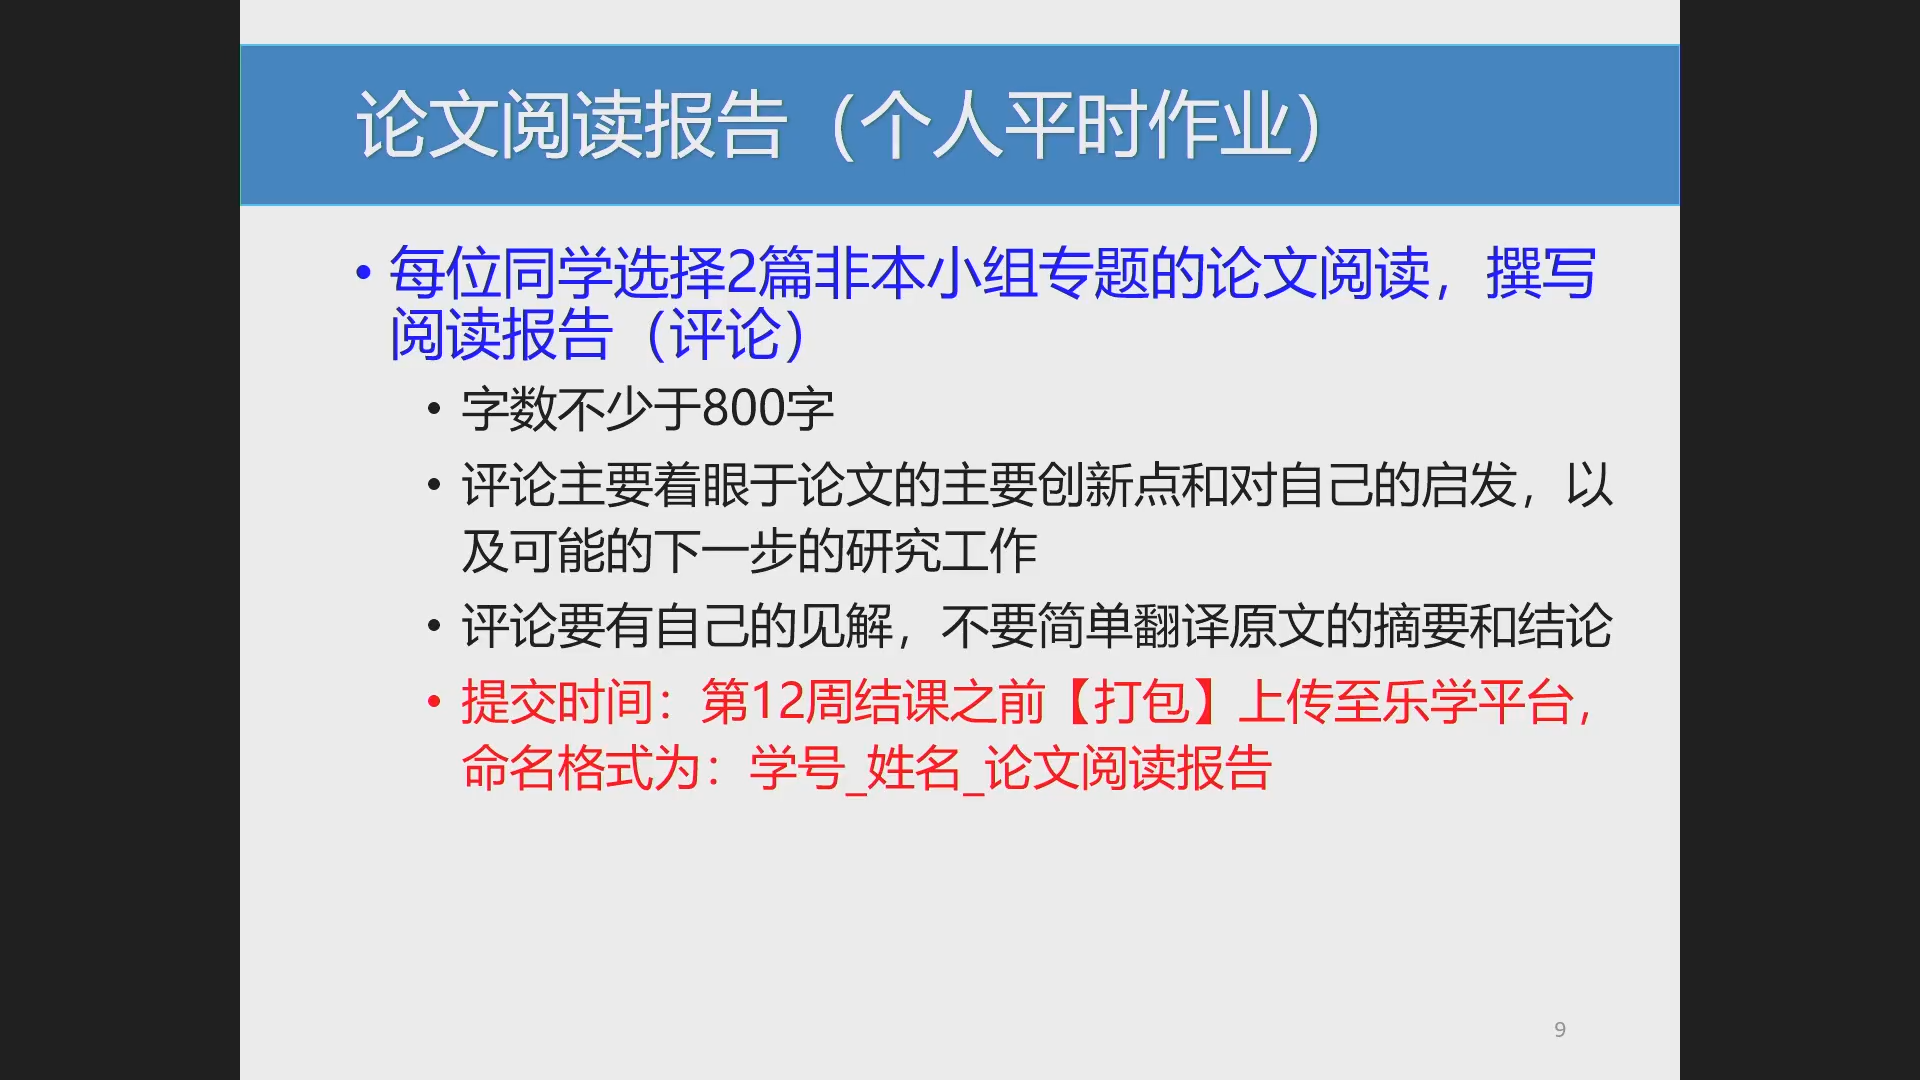 论文阅读报告（个人平时作业）
• 每位同学选择2篇非本小组专题的论文阅读，撰写
阅读报告（评论）
• 字数不少于800字
• 评论主要着眼于论文的主要创新点和对自己的启发，以
及可能的下一步的研究工作
• 评论要有自己的见解，不要简单翻译原文的摘要和结论
• 提交时间：第12周结课之前【打包】上传至乐学平台，
命名格式为：学号_姓名_论文阅读报告
9